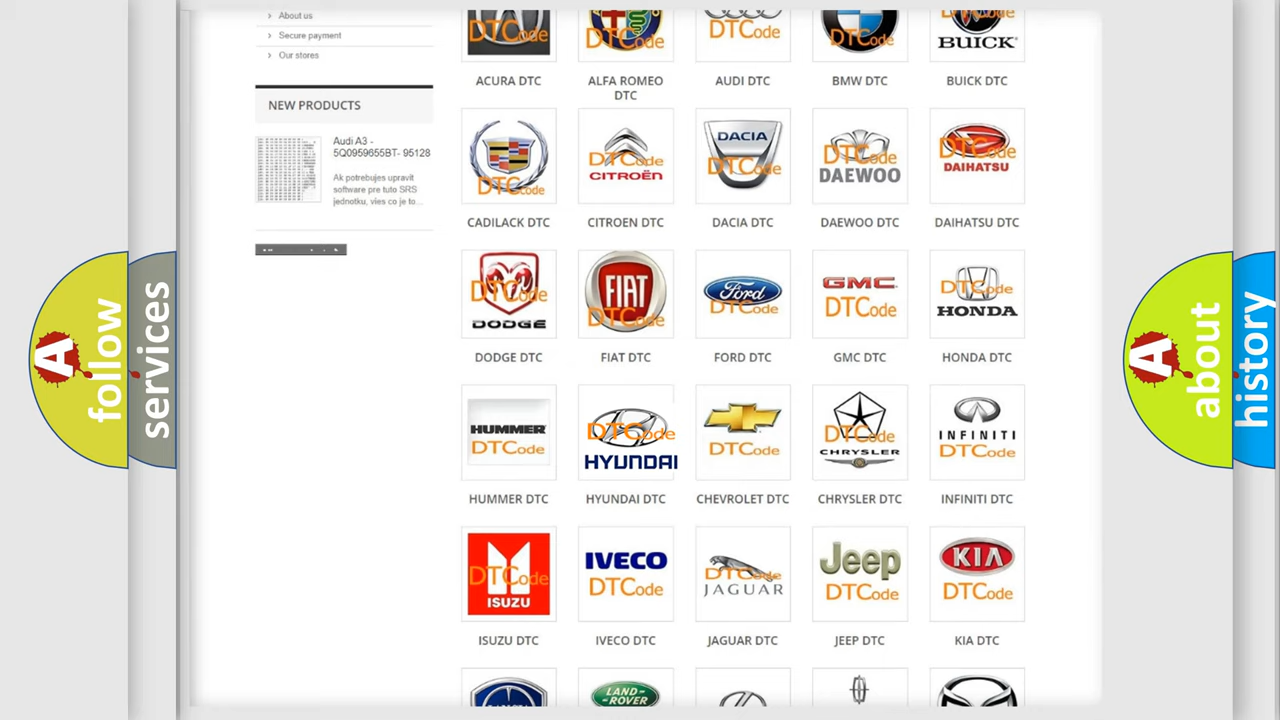 About us
Secure payment
Our stores
NEW PRODUCTS
Audi A3 -
5Q0959655BT- 95128
Ak potrebujes upravit
software pre tuto SRS
jednotku, vies co je to...
DTCode DTCode DTCode DTCode BUICK
ACURA DTC ALFA ROMEO DTC AUDI DTC BMW DTC BUICK DTC
DTCode DTCode CITROËN DACIA DTCode DTCode DAEWOO DTCode DAIHATSU
CADILACK DTC CITROEN DTC DACIA DTC DAEWOO DTC DAIHATSU DTC
DTCode DODGE FIAT DTCode Ford DTCode GMC DTCode DTCode HONDA
DODGE DTC FIAT DTC FORD DTC GMC DTC HONDA DTC
HUMMER DTCode DTCode HYUNDAI DTCode DTCode CHRYSLER INFINITI DTCode
HUMMER DTC HYUNDAI DTC CHEVROLET DTC CHRYSLER DTC INFINITI DTC
DTCode ISUZU IVECO DTCode DTCode JAGUAR Jeep DTCode KIA DTCode
ISUZU DTC IVECO DTC JAGUAR DTC JEEP DTC KIA DTC
LAND-
ROVER
A follow
services
A about
history